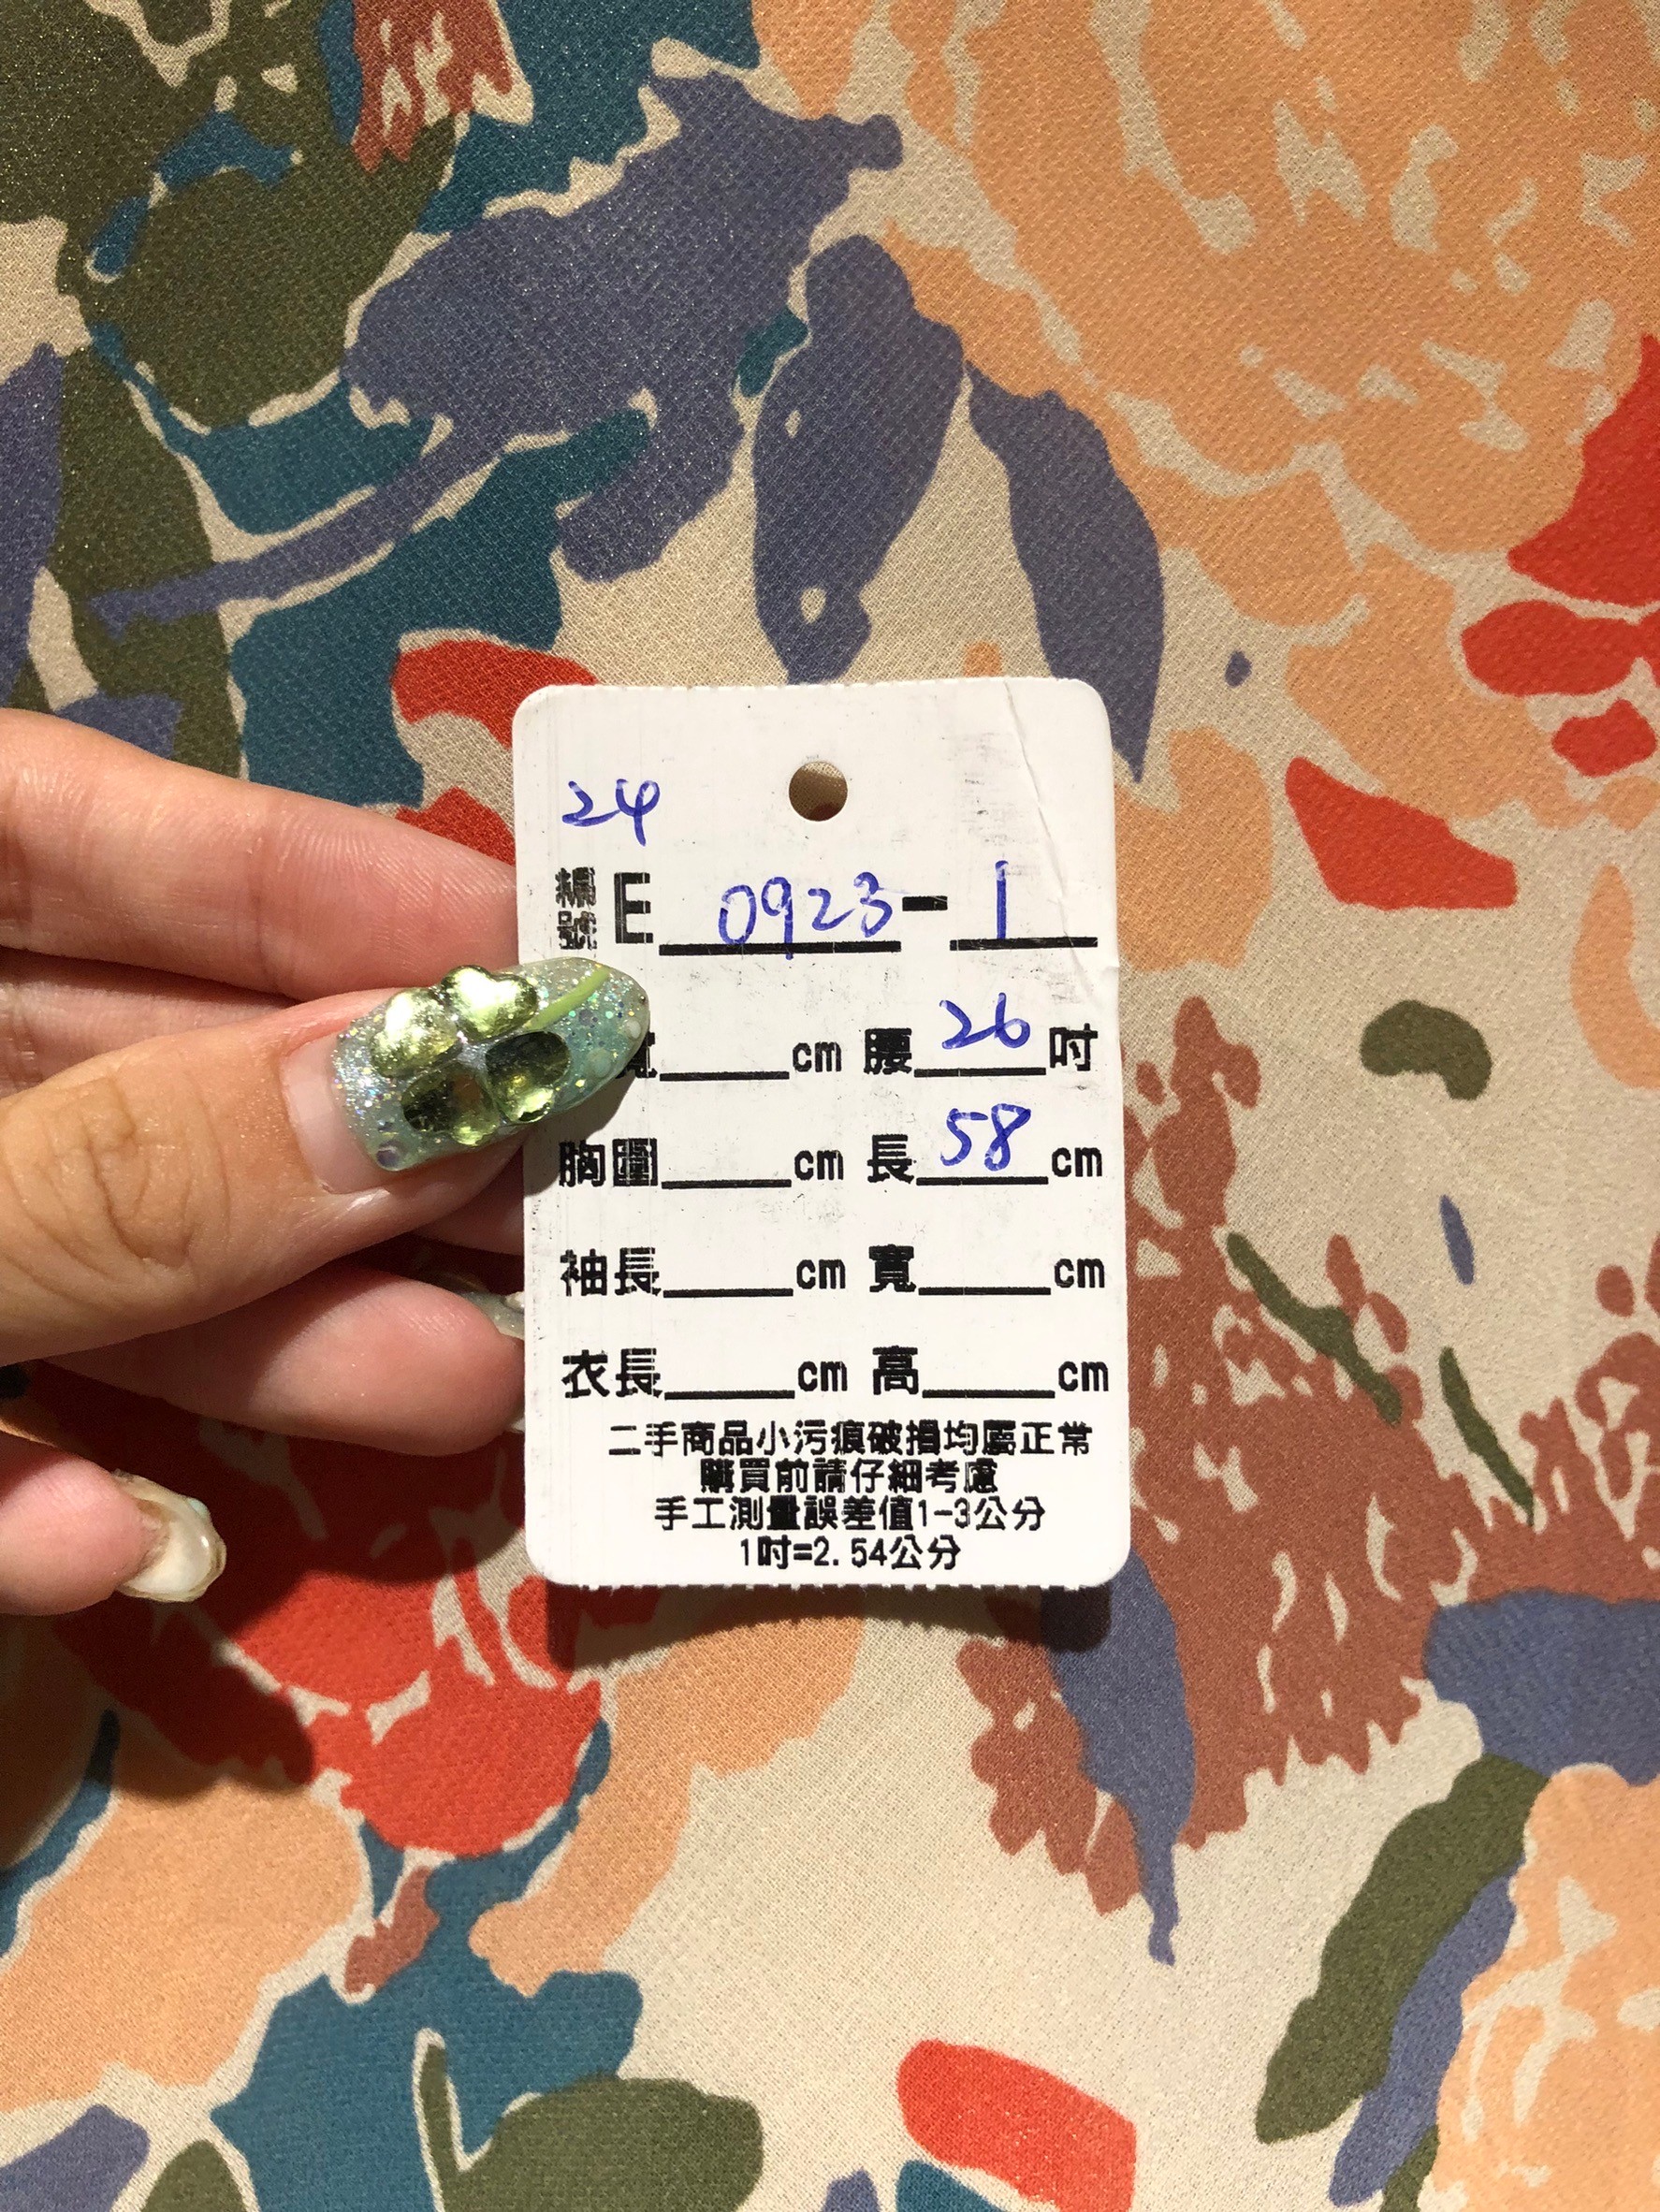 24
編號 E 0923-1
cm 腰 26 吋
胸圍 cm 長 58 cm
袖長 cm 寬 cm
衣長 cm 高 cm
二手商品小污痕破損均屬正常
購買前請仔細考慮
手工測量誤差值1-3公分
1吋=2.54公分